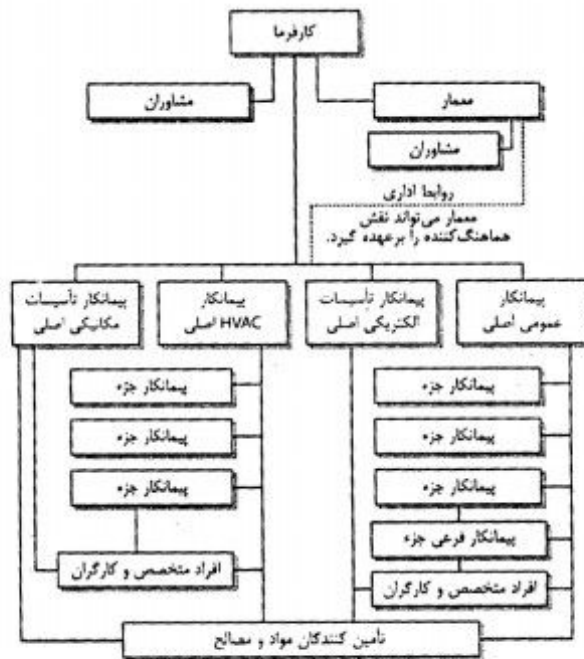 کارفرما
معمار
مشاوران
مشاوران
روابط اداری
معمار می‌تواند نقش
هماهنگ‌کننده را برعهده گیرد.
پیمانکار
عمومی اصلی
پیمانکار تأسیسات
الکتریکی اصلی
پیمانکار
HVAC اصلی
پیمانکار تأسیسات
مکانیکی اصلی
پیمانکار جزء
پیمانکار جزء
پیمانکار جزء
پیمانکار فرعی جزء
افراد متخصص و کارگران
پیمانکار جزء
پیمانکار جزء
پیمانکار جزء
افراد متخصص و کارگران
تأمین کنندگان مواد و مصالح